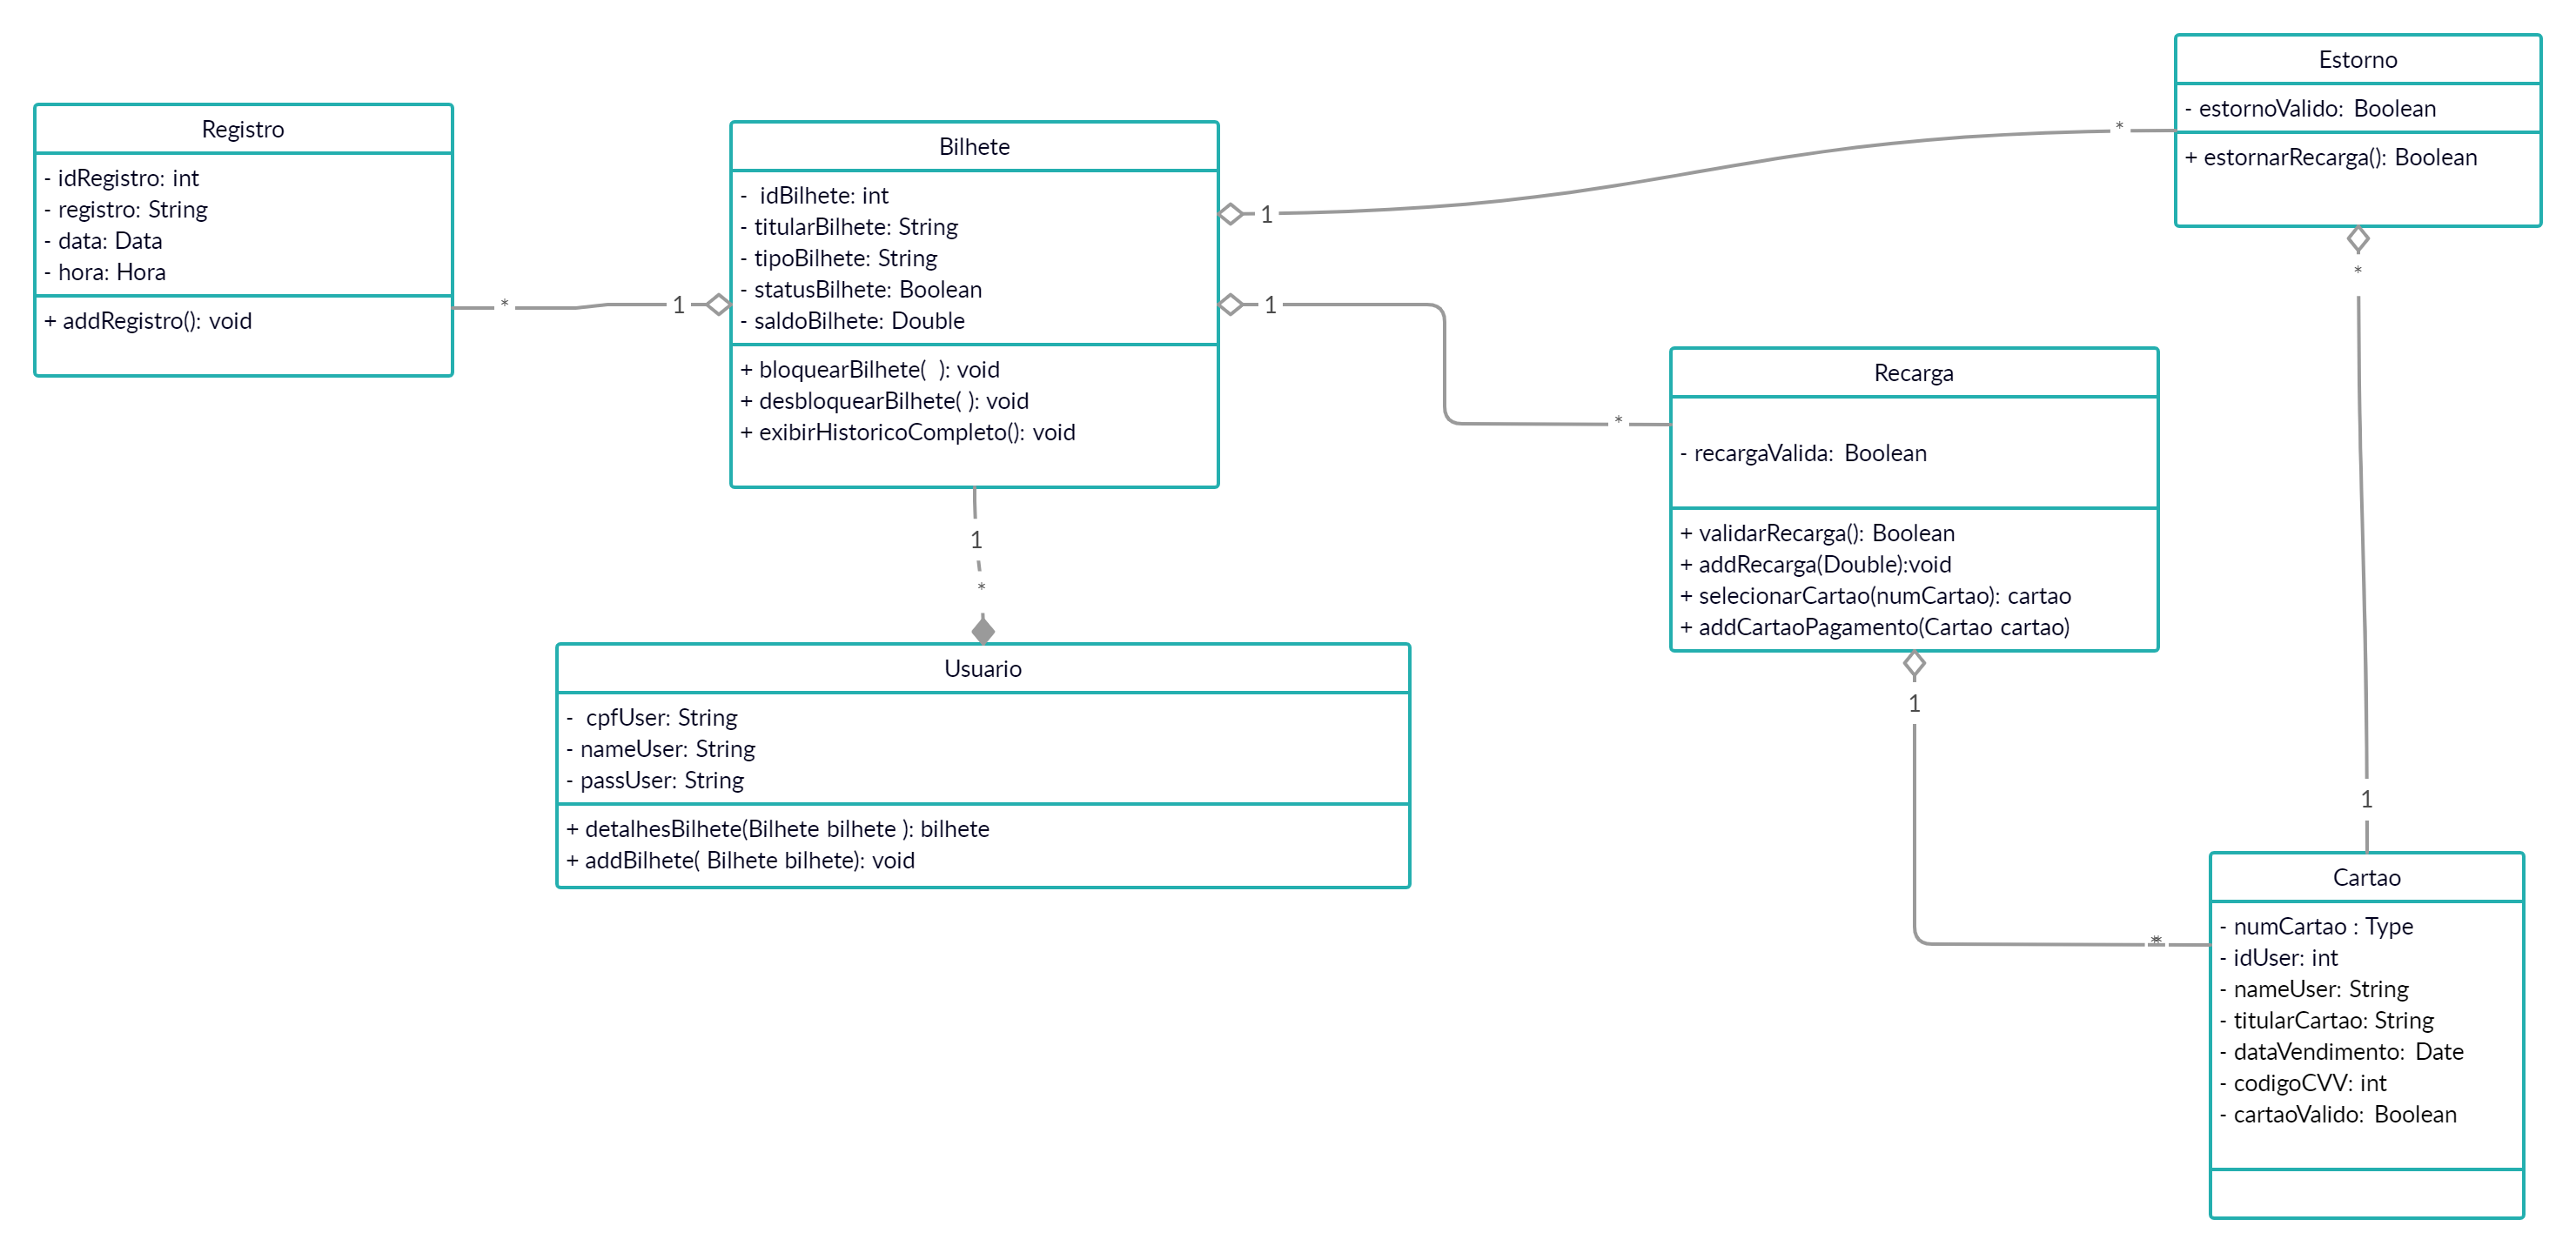 Registro
- idRegistro: int
- registro: String
- data: Data
- hora: Hora
+ addRegistro(): void
*
1
Bilhete
-  idBilhete: int
- titularBilhete: String
- tipoBilhete: String
- statusBilhete: Boolean
- saldoBilhete: Double
+ bloquearBilhete(  ): void
+ desbloquearBilhete( ): void
+ exibirHistoricoCompleto(): void
1
*
1
*
Estorno
- estornoValido: Boolean
+ estornarRecarga(): Boolean
*
1
1
*
Recarga
- recargaValida: Boolean
+ validarRecarga(): Boolean
+ addRecarga(Double):void
+ selecionarCartao(numCartao): cartao
+ addCartaoPagamento(Cartao cartao)
1
**
Usuario
-  cpfUser: String
- nameUser: String
- passUser: String
+ detalhesBilhete(Bilhete bilhete ): bilhete
+ addBilhete( Bilhete bilhete): void
Cartao
- numCartao : Type
- idUser: int
- nameUser: String
- titularCartao: String
- dataVendimento: Date
- codigoCVV: int
- cartaoValido: Boolean